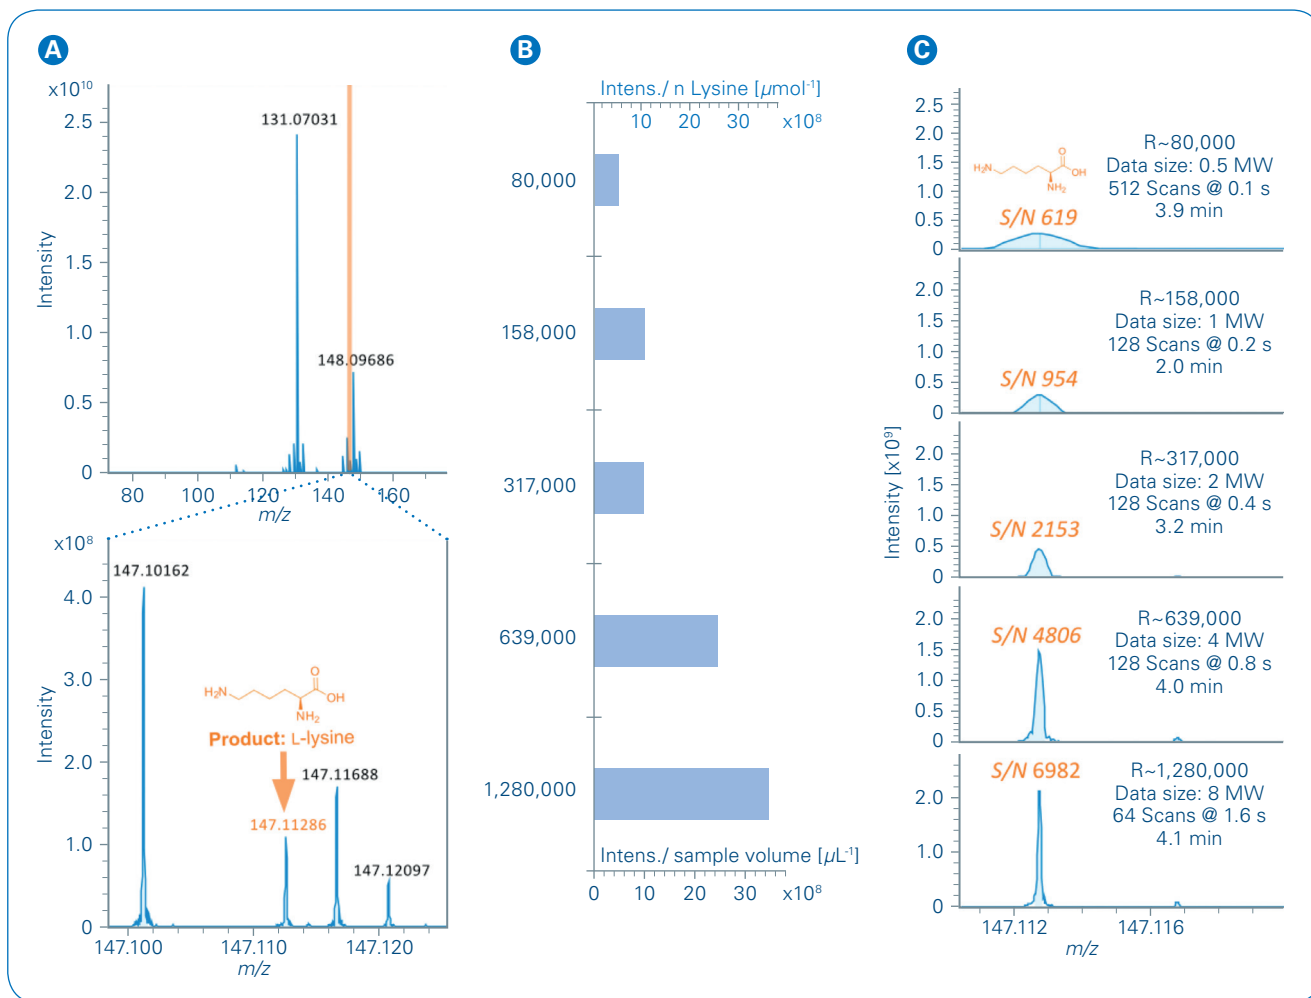 A
x10¹⁰
2.5
2.0
1.5
1.0
0.5
0
Intensity
131.07031
148.09686
80
100
120
140
160
m/z
x10⁸
4.0
3.0
2.0
1.0
0
Intensity
147.10162
H₂N
O
OH
NH₂
Product: L-lysine
147.11286
147.11688
147.12097
147.100
147.110
147.120
m/z
B
Intens./ n Lysine [µmol⁻¹]
10
20
30
x10⁸
80,000
158,000
317,000
639,000
1,280,000
Intens./ sample volume [µL⁻¹]
0
10
20
30
x10⁸
C
Intensity [x10⁹]
2.5
2.0
1.5
1.0
0.5
0
H₂N
O
OH
NH₂
S/N 619
R~80,000
Data size: 0.5 MW
512 Scans @ 0.1 s
3.9 min
2.0
1.5
1.0
0.5
0
S/N 954
R~158,000
Data size: 1 MW
128 Scans @ 0.2 s
2.0 min
2.0
1.5
1.0
0.5
0
S/N 2153
R~317,000
Data size: 2 MW
128 Scans @ 0.4 s
3.2 min
2.0
1.5
1.0
0.5
0
S/N 4806
R~639,000
Data size: 4 MW
128 Scans @ 0.8 s
4.0 min
2.0
1.0
0
S/N 6982
R~1,280,000
Data size: 8 MW
64 Scans @ 1.6 s
4.1 min
147.112
147.116
m/z